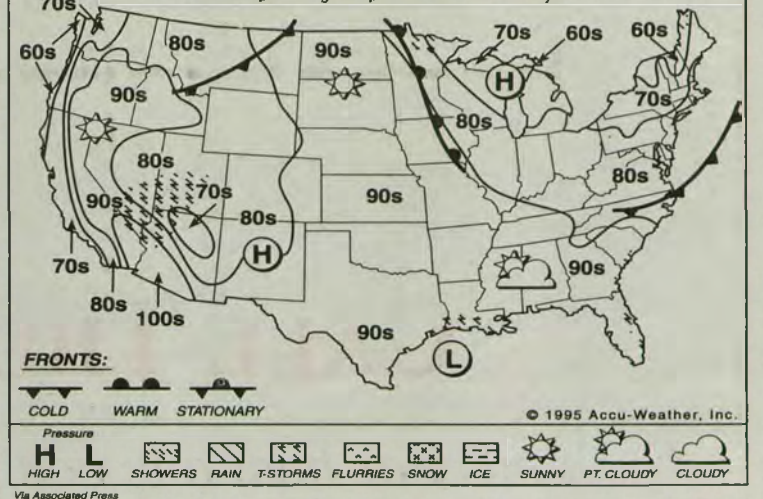 70s
60s
80s
90s
70s
60s
60s
90s
70s
80s
80s
70s
80s
90s
80s
90s
H
H
70s
80s
100s
90s
90s
L
FRONTS:
COLD WARM STATIONARY
© 1995 Accu-Weather, Inc.
Pressure
H L
HIGH LOW SHOWERS RAIN T-STORMS FLURRIES SNOW ICE SUNNY PT. CLOUDY CLOUDY
Via Associated Press